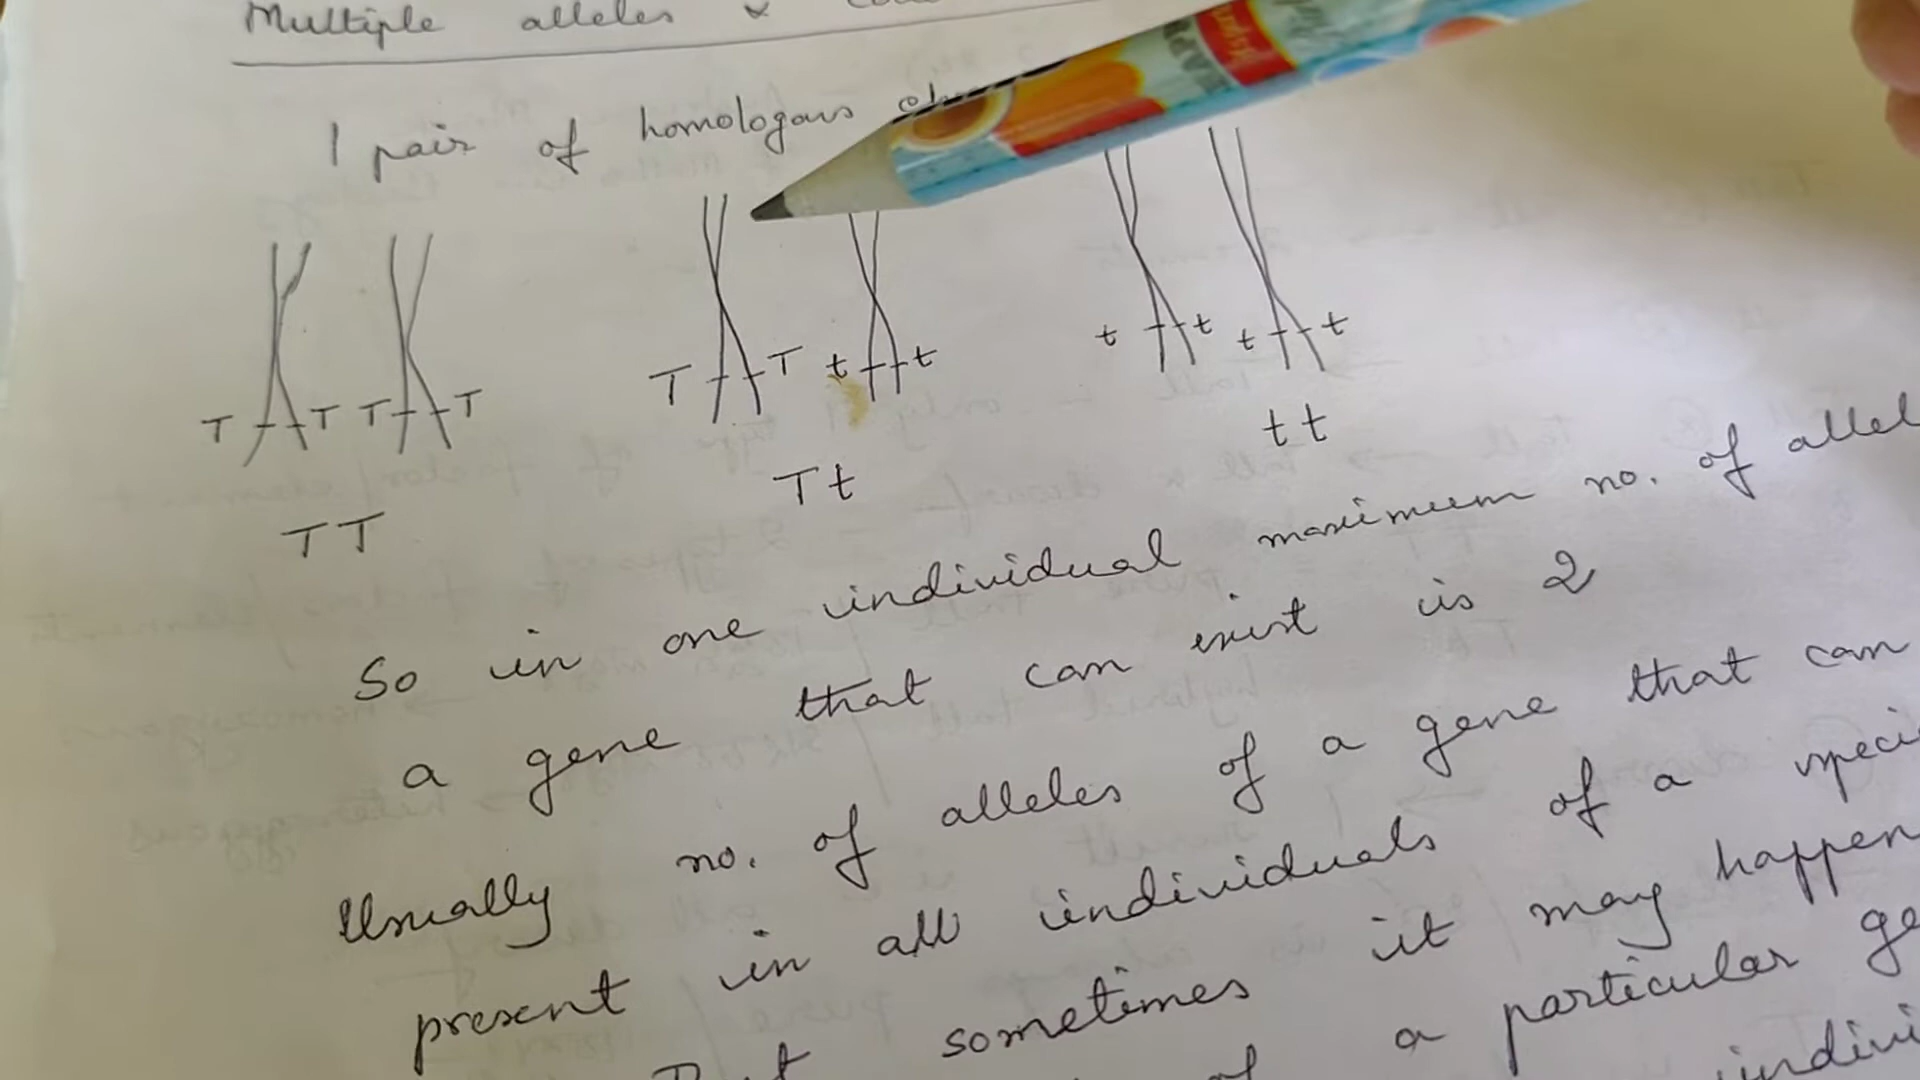 Multiple alleles &
1 pair of homologous
T T T T T T t t t t t t
TT Tt tt
So in one individual maximum no. of
a gene that can exist is 2
Usually no. of alleles of a gene that can
present in all individuals of a
sometimes it may happen
of a particular